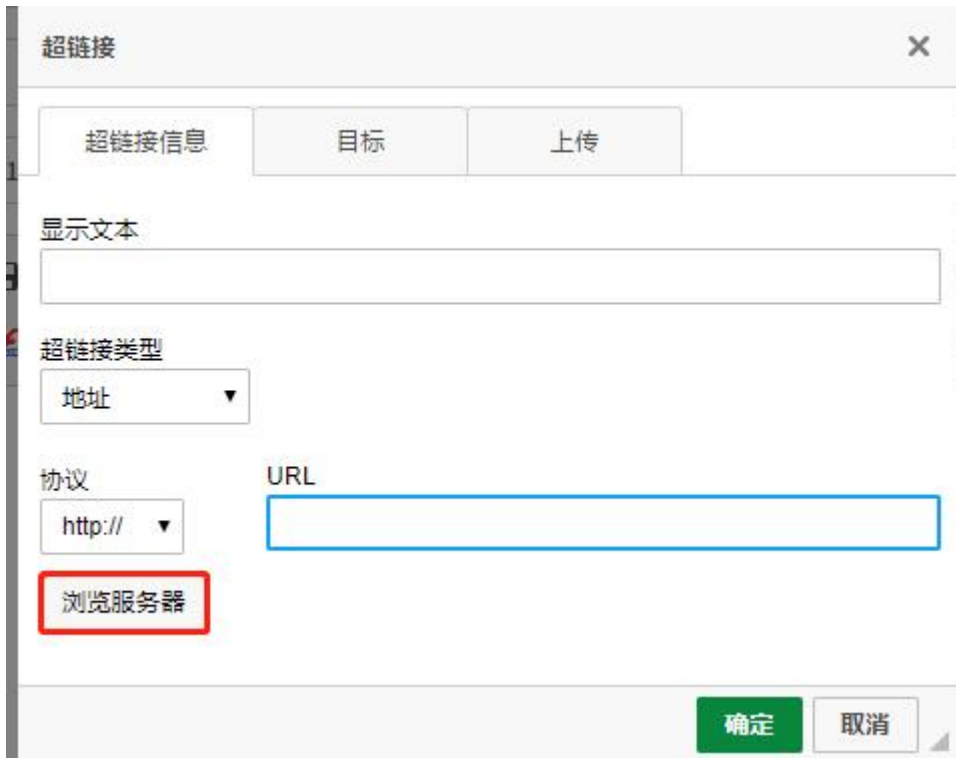 超链接
超链接信息 目标 上传
显示文本
超链接类型
地址
协议 URL
http://
浏览服务器
确定 取消